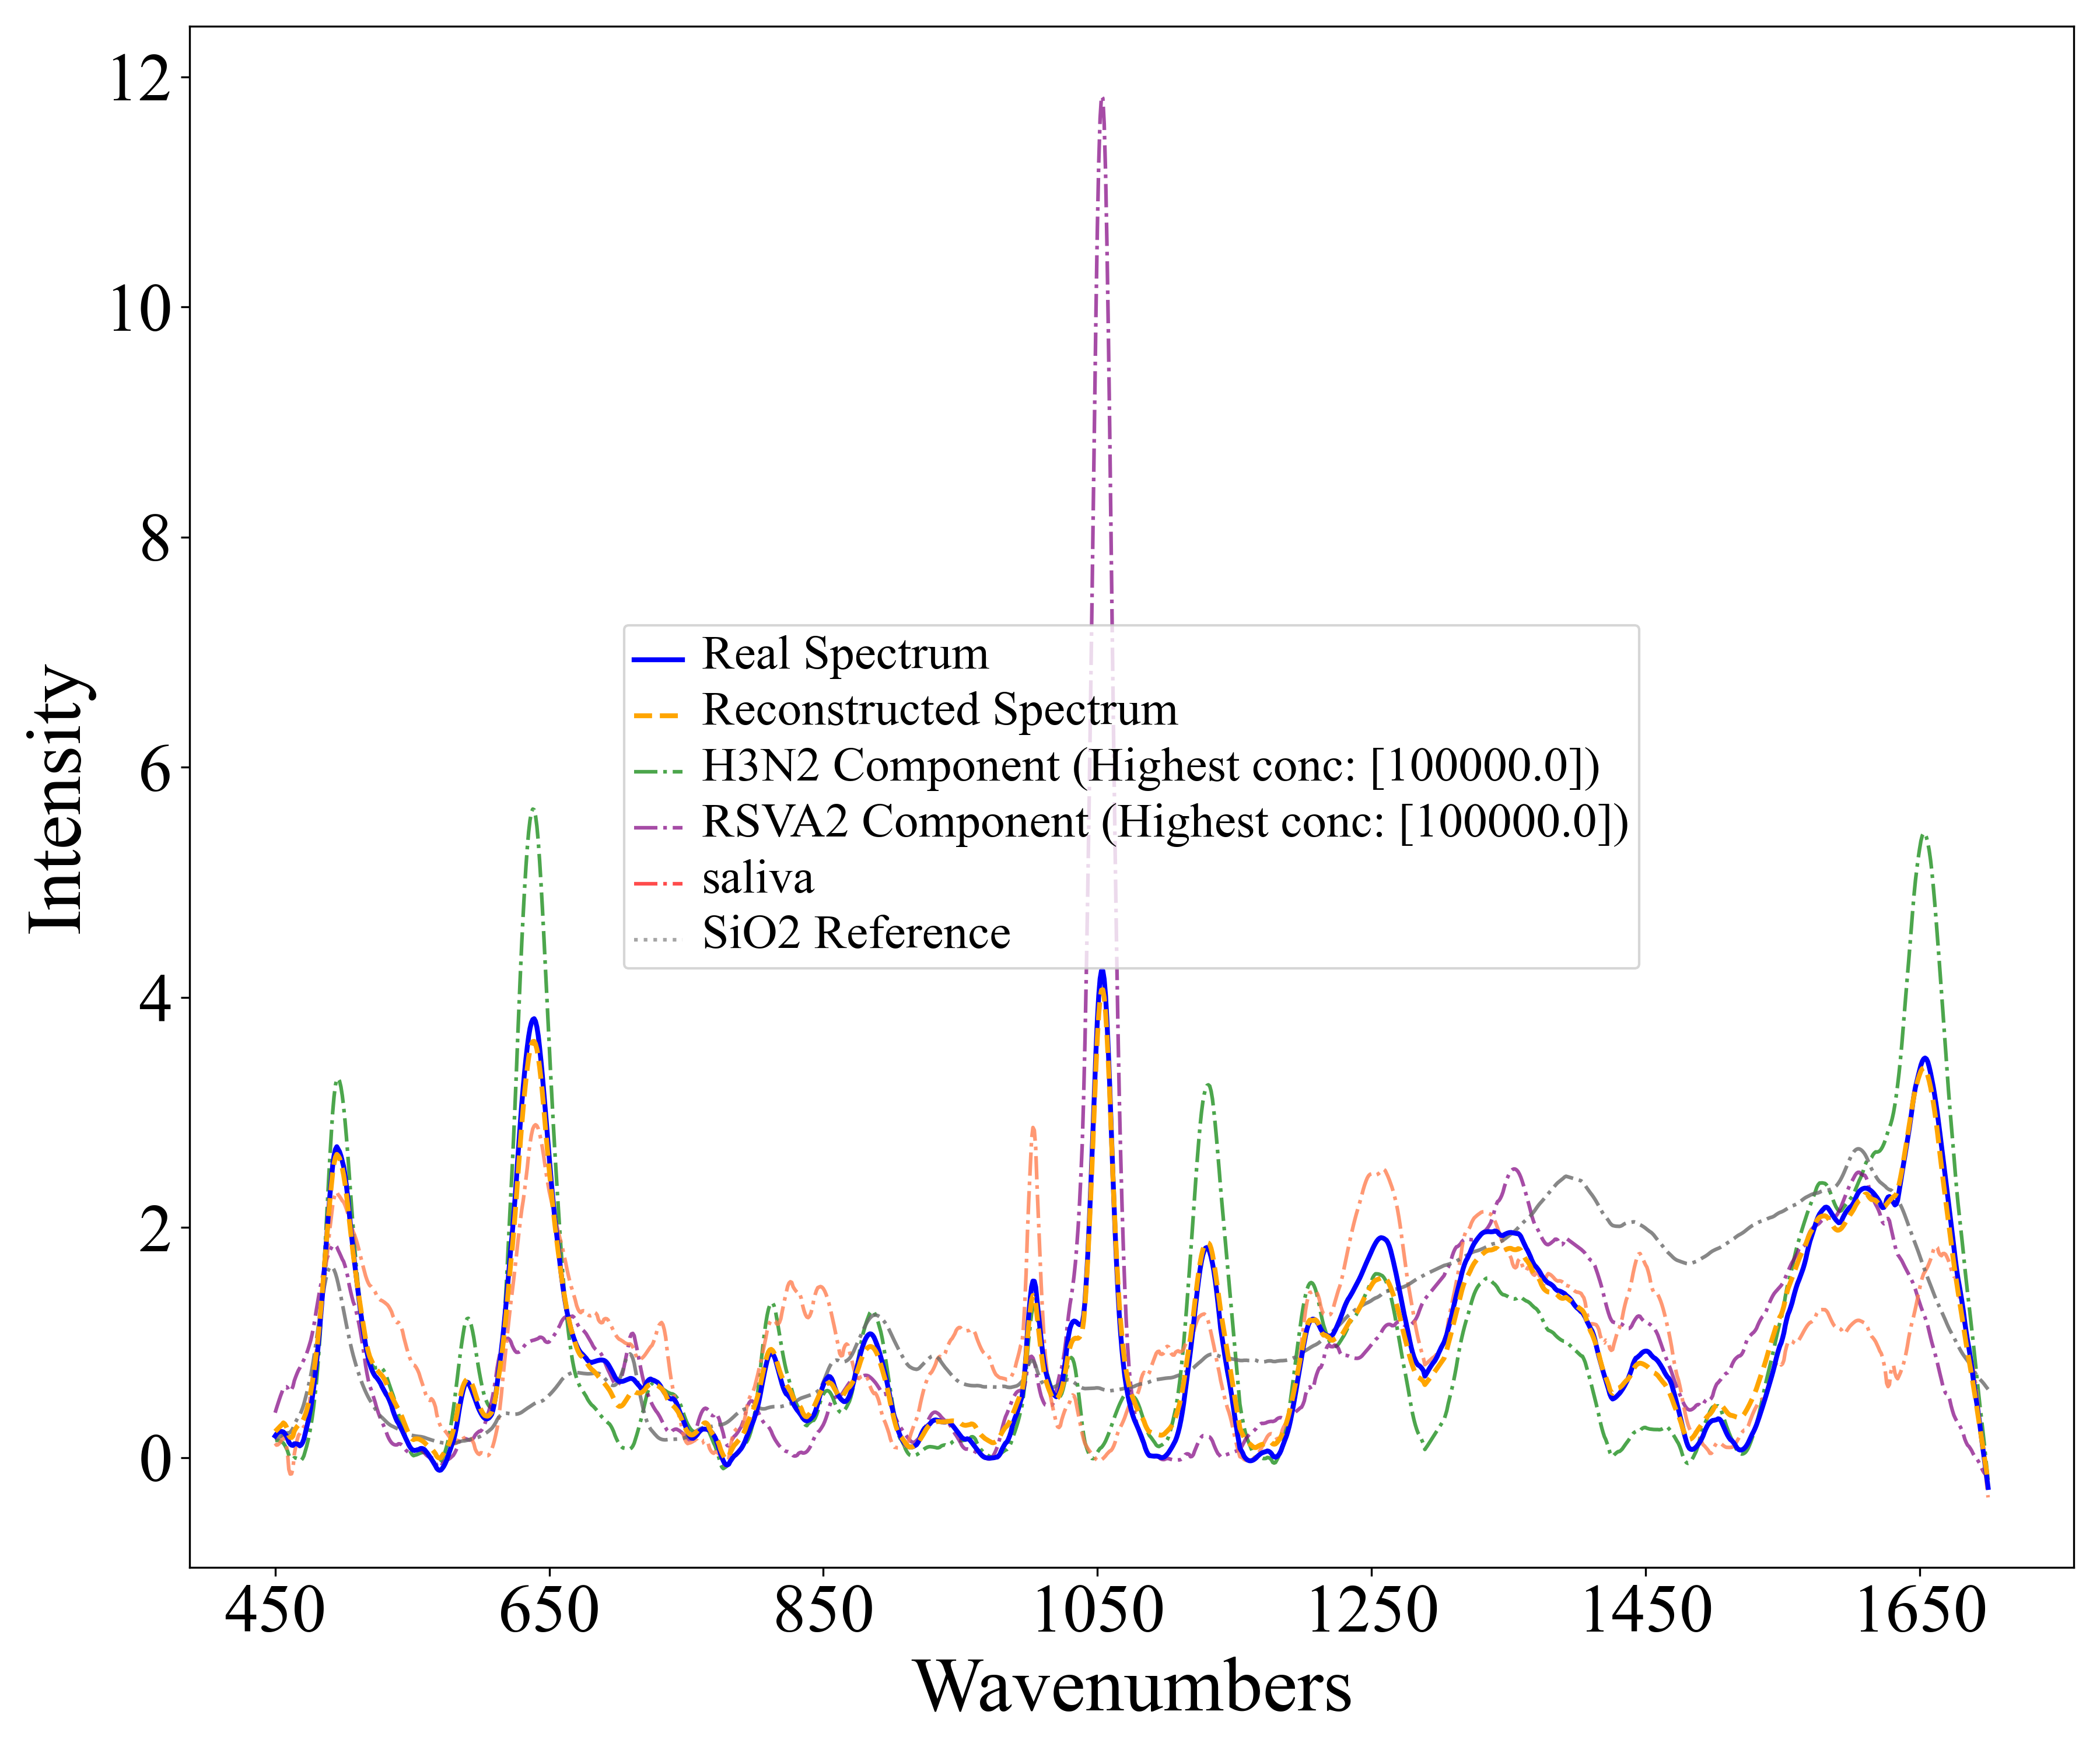 12
10
8
6
4
2
0
Intensity
Real Spectrum
Reconstructed Spectrum
H3N2 Component (Highest conc: [100000.0])
RSVA2 Component (Highest conc: [100000.0])
saliva
SiO2 Reference
450 650 850 1050 1250 1450 1650
Wavenumbers